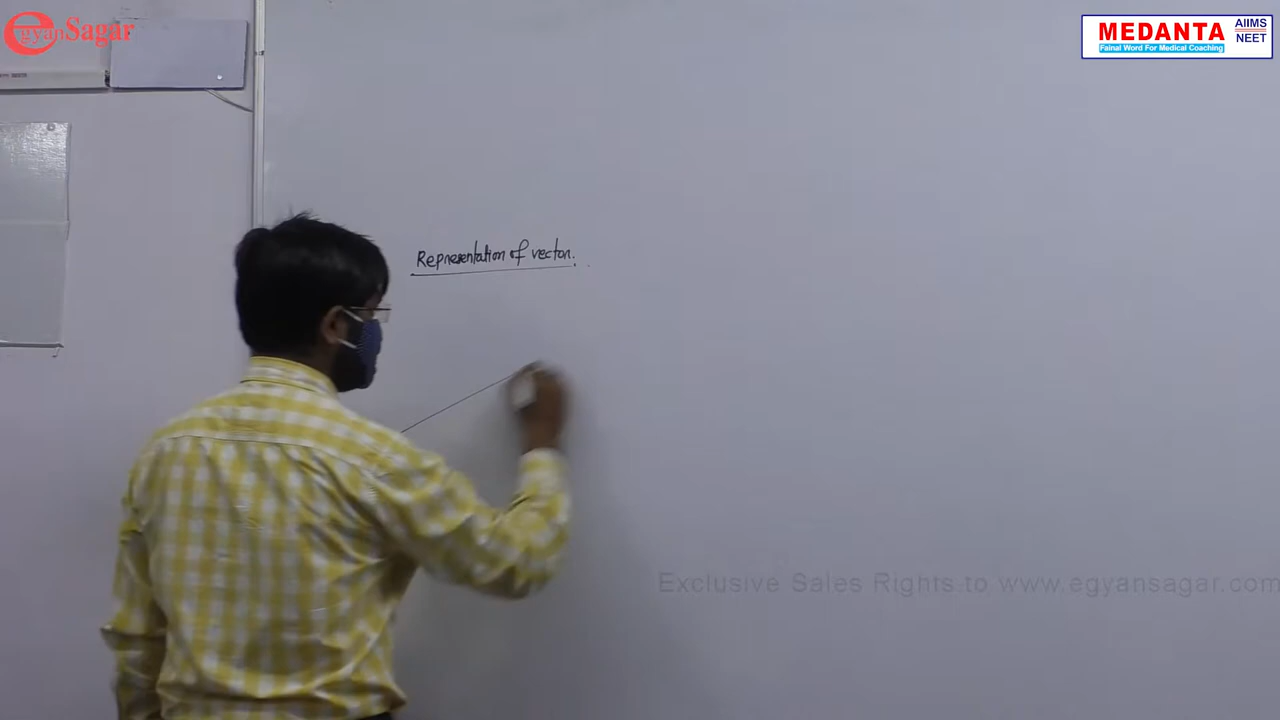 egyanSagar
MEDANTA AIIMS
NEET
Fainal Word For Medical Coaching
Representation of vector.
Exclusive Sales Rights to www.egyansagar.com